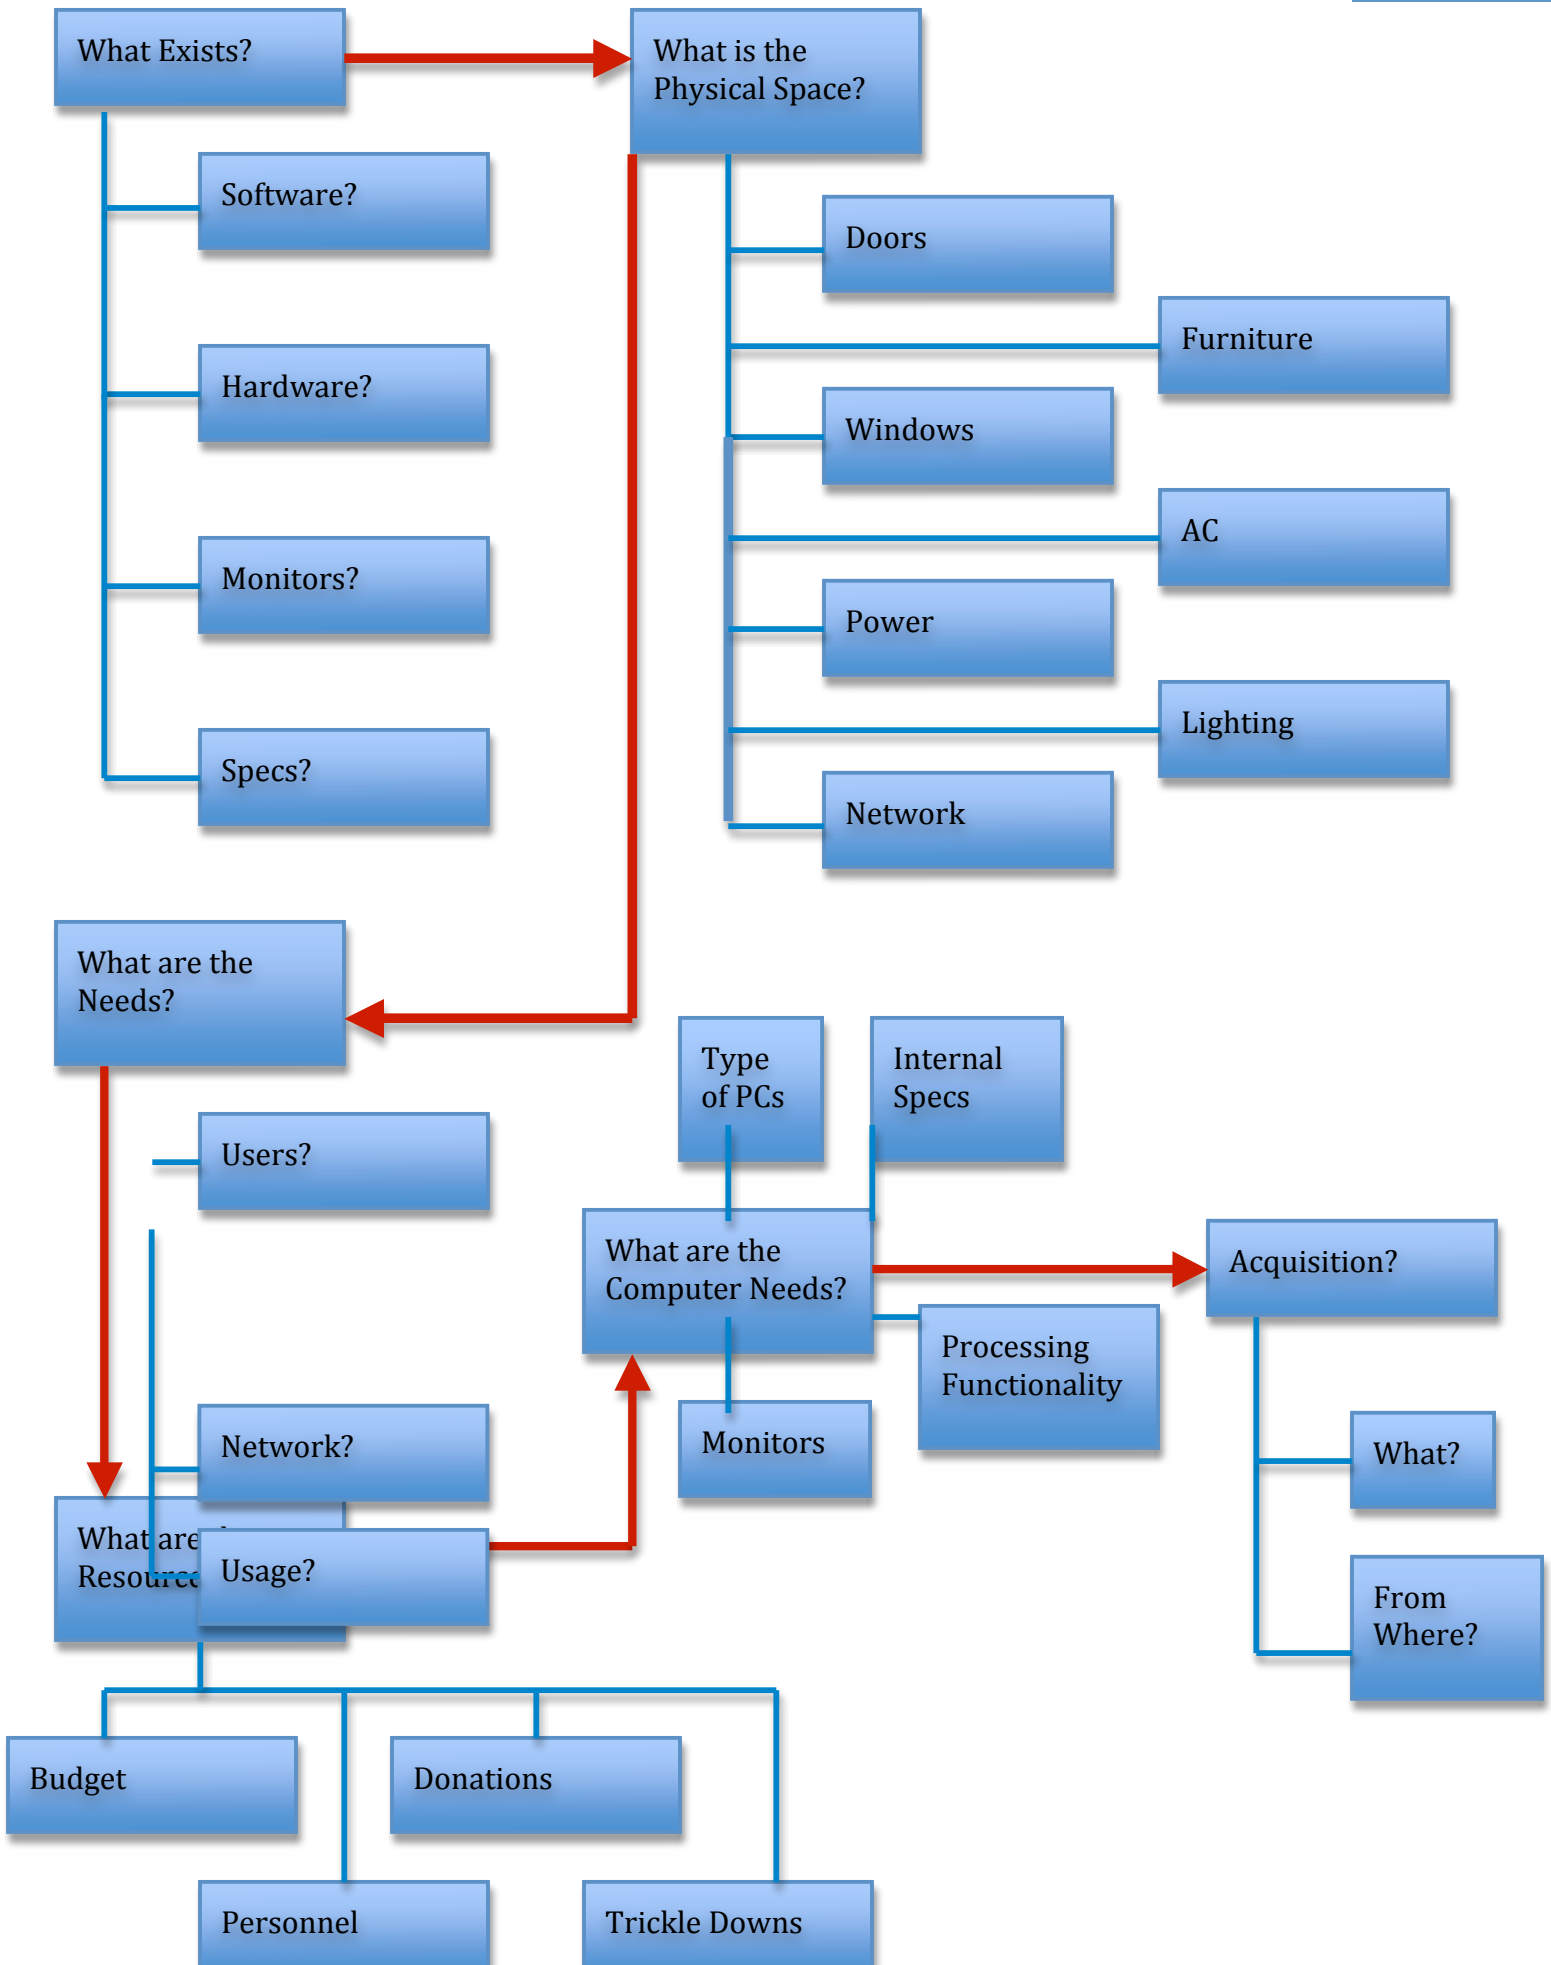 What Exists?
What is the
Physical Space?
Software?
Doors
Furniture
Hardware?
Windows
AC
Monitors?
Power
Lighting
Specs?
Network
What are the
Needs?
Type
of PCs
Internal
Specs
Users?
What are the
Computer Needs?
Acquisition?
Processing
Functionality
Monitors
Network?
What?
What are
Usage?
From
Where?
Budget
Donations
Personnel
Trickle Downs